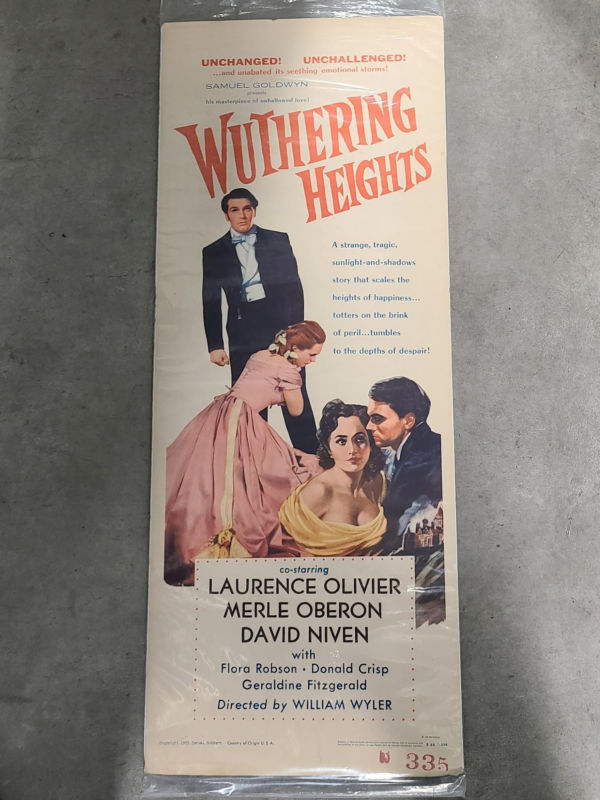 UNCHANGED! UNCHALLENGED!
...and unabated its seething emotional storms!
SAMUEL GOLDWYN
presents
his masterpiece of unhallowed love!
WUTHERING
HEIGHTS
A strange, tragic,
sunlight-and-shadows
story that scales the
heights of happiness...
totters on the brink
of peril...tumbles
to the depths of despair!
co-starring
LAURENCE OLIVIER
MERLE OBERON
DAVID NIVEN
with
Flora Robson • Donald Crisp
Geraldine Fitzgerald
Directed by WILLIAM WYLER
Country of Origin U.S.A.
335